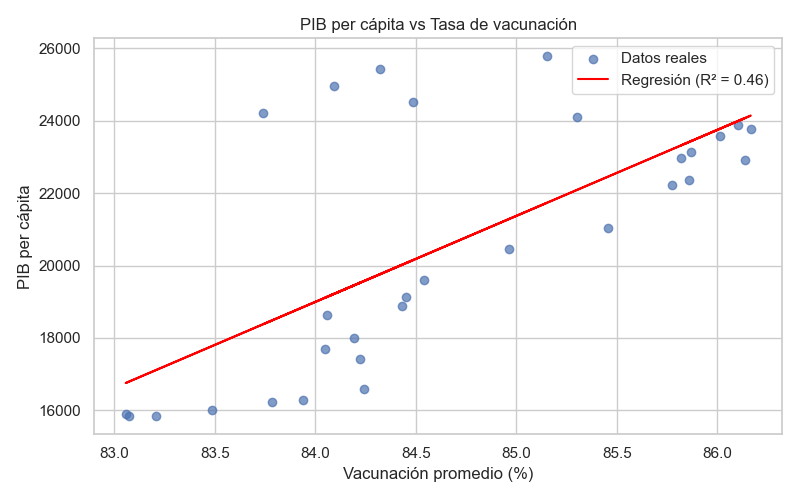 PIB per cápita vs Tasa de vacunación
Datos reales
Regresión (R² = 0.46)
PIB per cápita
26000
24000
22000
20000
18000
16000
83.0 83.5 84.0 84.5 85.0 85.5 86.0
Vacunación promedio (%)